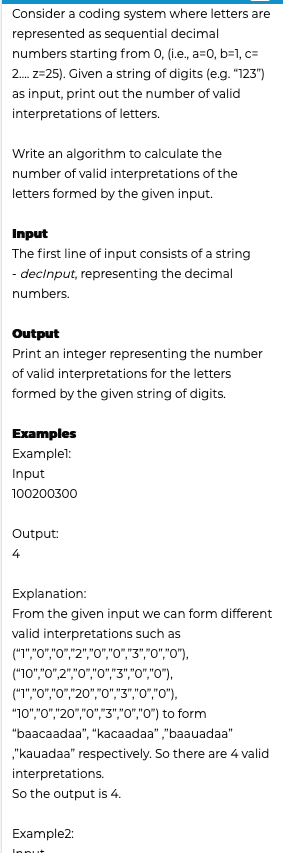 Consider a coding system where letters are
represented as sequential decimal
numbers starting from 0, (i.e., a=0, b=1, c=
2.... z=25). Given a string of digits (e.g. “123”)
as input, print out the number of valid
interpretations of letters.
Write an algorithm to calculate the
number of valid interpretations of the
letters formed by the given input.
Input
The first line of input consists of a string
- decInput, representing the decimal
numbers.
Output
Print an integer representing the number
of valid interpretations for the letters
formed by the given string of digits.
Examples
Example1:
Input
100200300
Output:
4
Explanation:
From the given input we can form different
valid interpretations such as
(“1”,”0”,”0”,”2”,”0”,”0”,”3”,”0”,”0”),
(“10”,”0”,2”,”0”,”0”,”3”,”0”,”0”),
(“1”,”0”,”0”,”20”,”0”,”3”,”0”,”0”),
“10”,”0”,”20”,”0”,”3”,”0”,”0”) to form
“baacaadaa”, “kacaadaa” ,”baauadaa”
,”kauadaa” respectively. So there are 4 valid
interpretations.
So the output is 4.
Example2:
Input